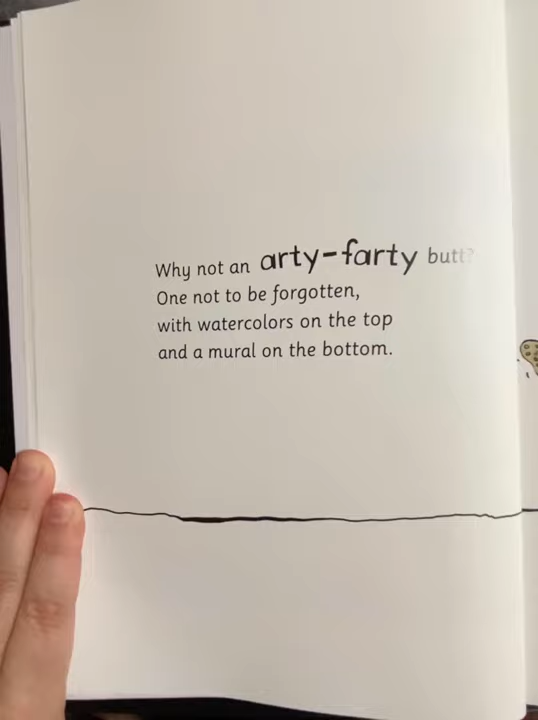 Why not an arty-farty butt?
One not to be forgotten,
with watercolors on the top
and a mural on the bottom.